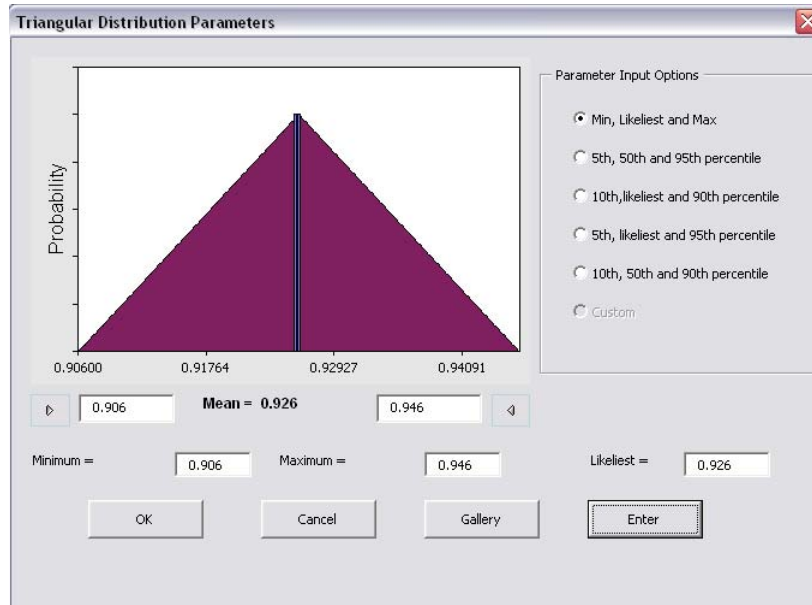 Triangular Distribution Parameters
Probability
0.90600
0.91764
0.92927
0.94091
0.906
Mean = 0.926
0.946
Minimum =
0.906
Maximum =
0.946
Likeliest =
0.926
OK
Cancel
Gallery
Enter
Parameter Input Options
Min, Likeliest and Max
5th, 50th and 95th percentile
10th,likeliest and 90th percentile
5th, likeliest and 95th percentile
10th, 50th and 90th percentile
Custom